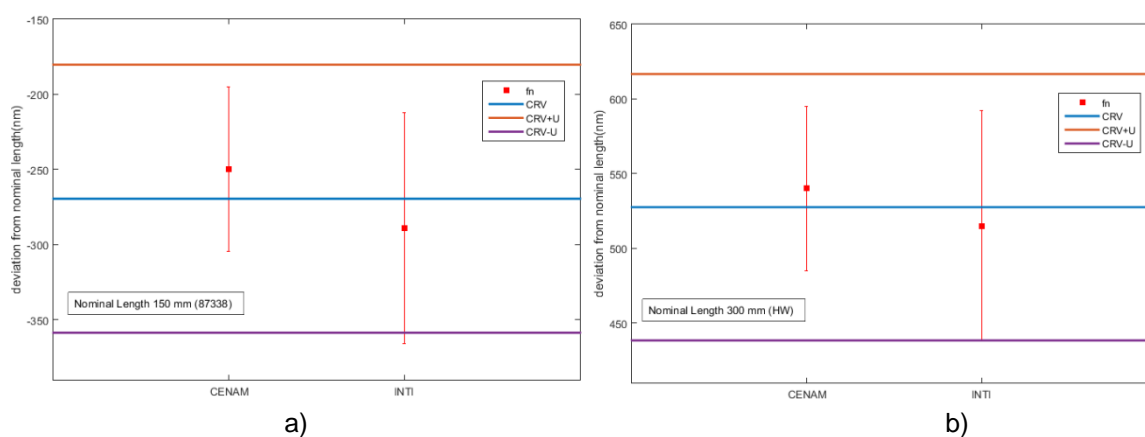 -150
-200
-250
-300
-350
deviation from nominal length(nm)
fn
CRV
CRV+U
CRV-U
Nominal Length 150 mm (87338)
CENAM
INTI
a)
650
600
550
500
450
deviation from nominal length(nm)
fn
CRV
CRV+U
CRV-U
Nominal Length 300 mm (HW)
CENAM
INTI
b)